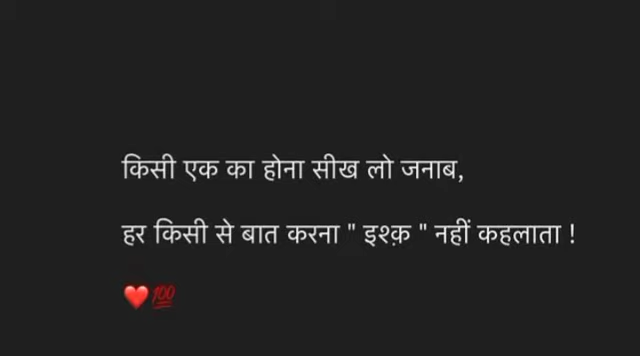 किसी एक का होना सीख लो जनाब,
हर किसी से बात करना " इश्क़ " नहीं कहलाता !
❤️💯